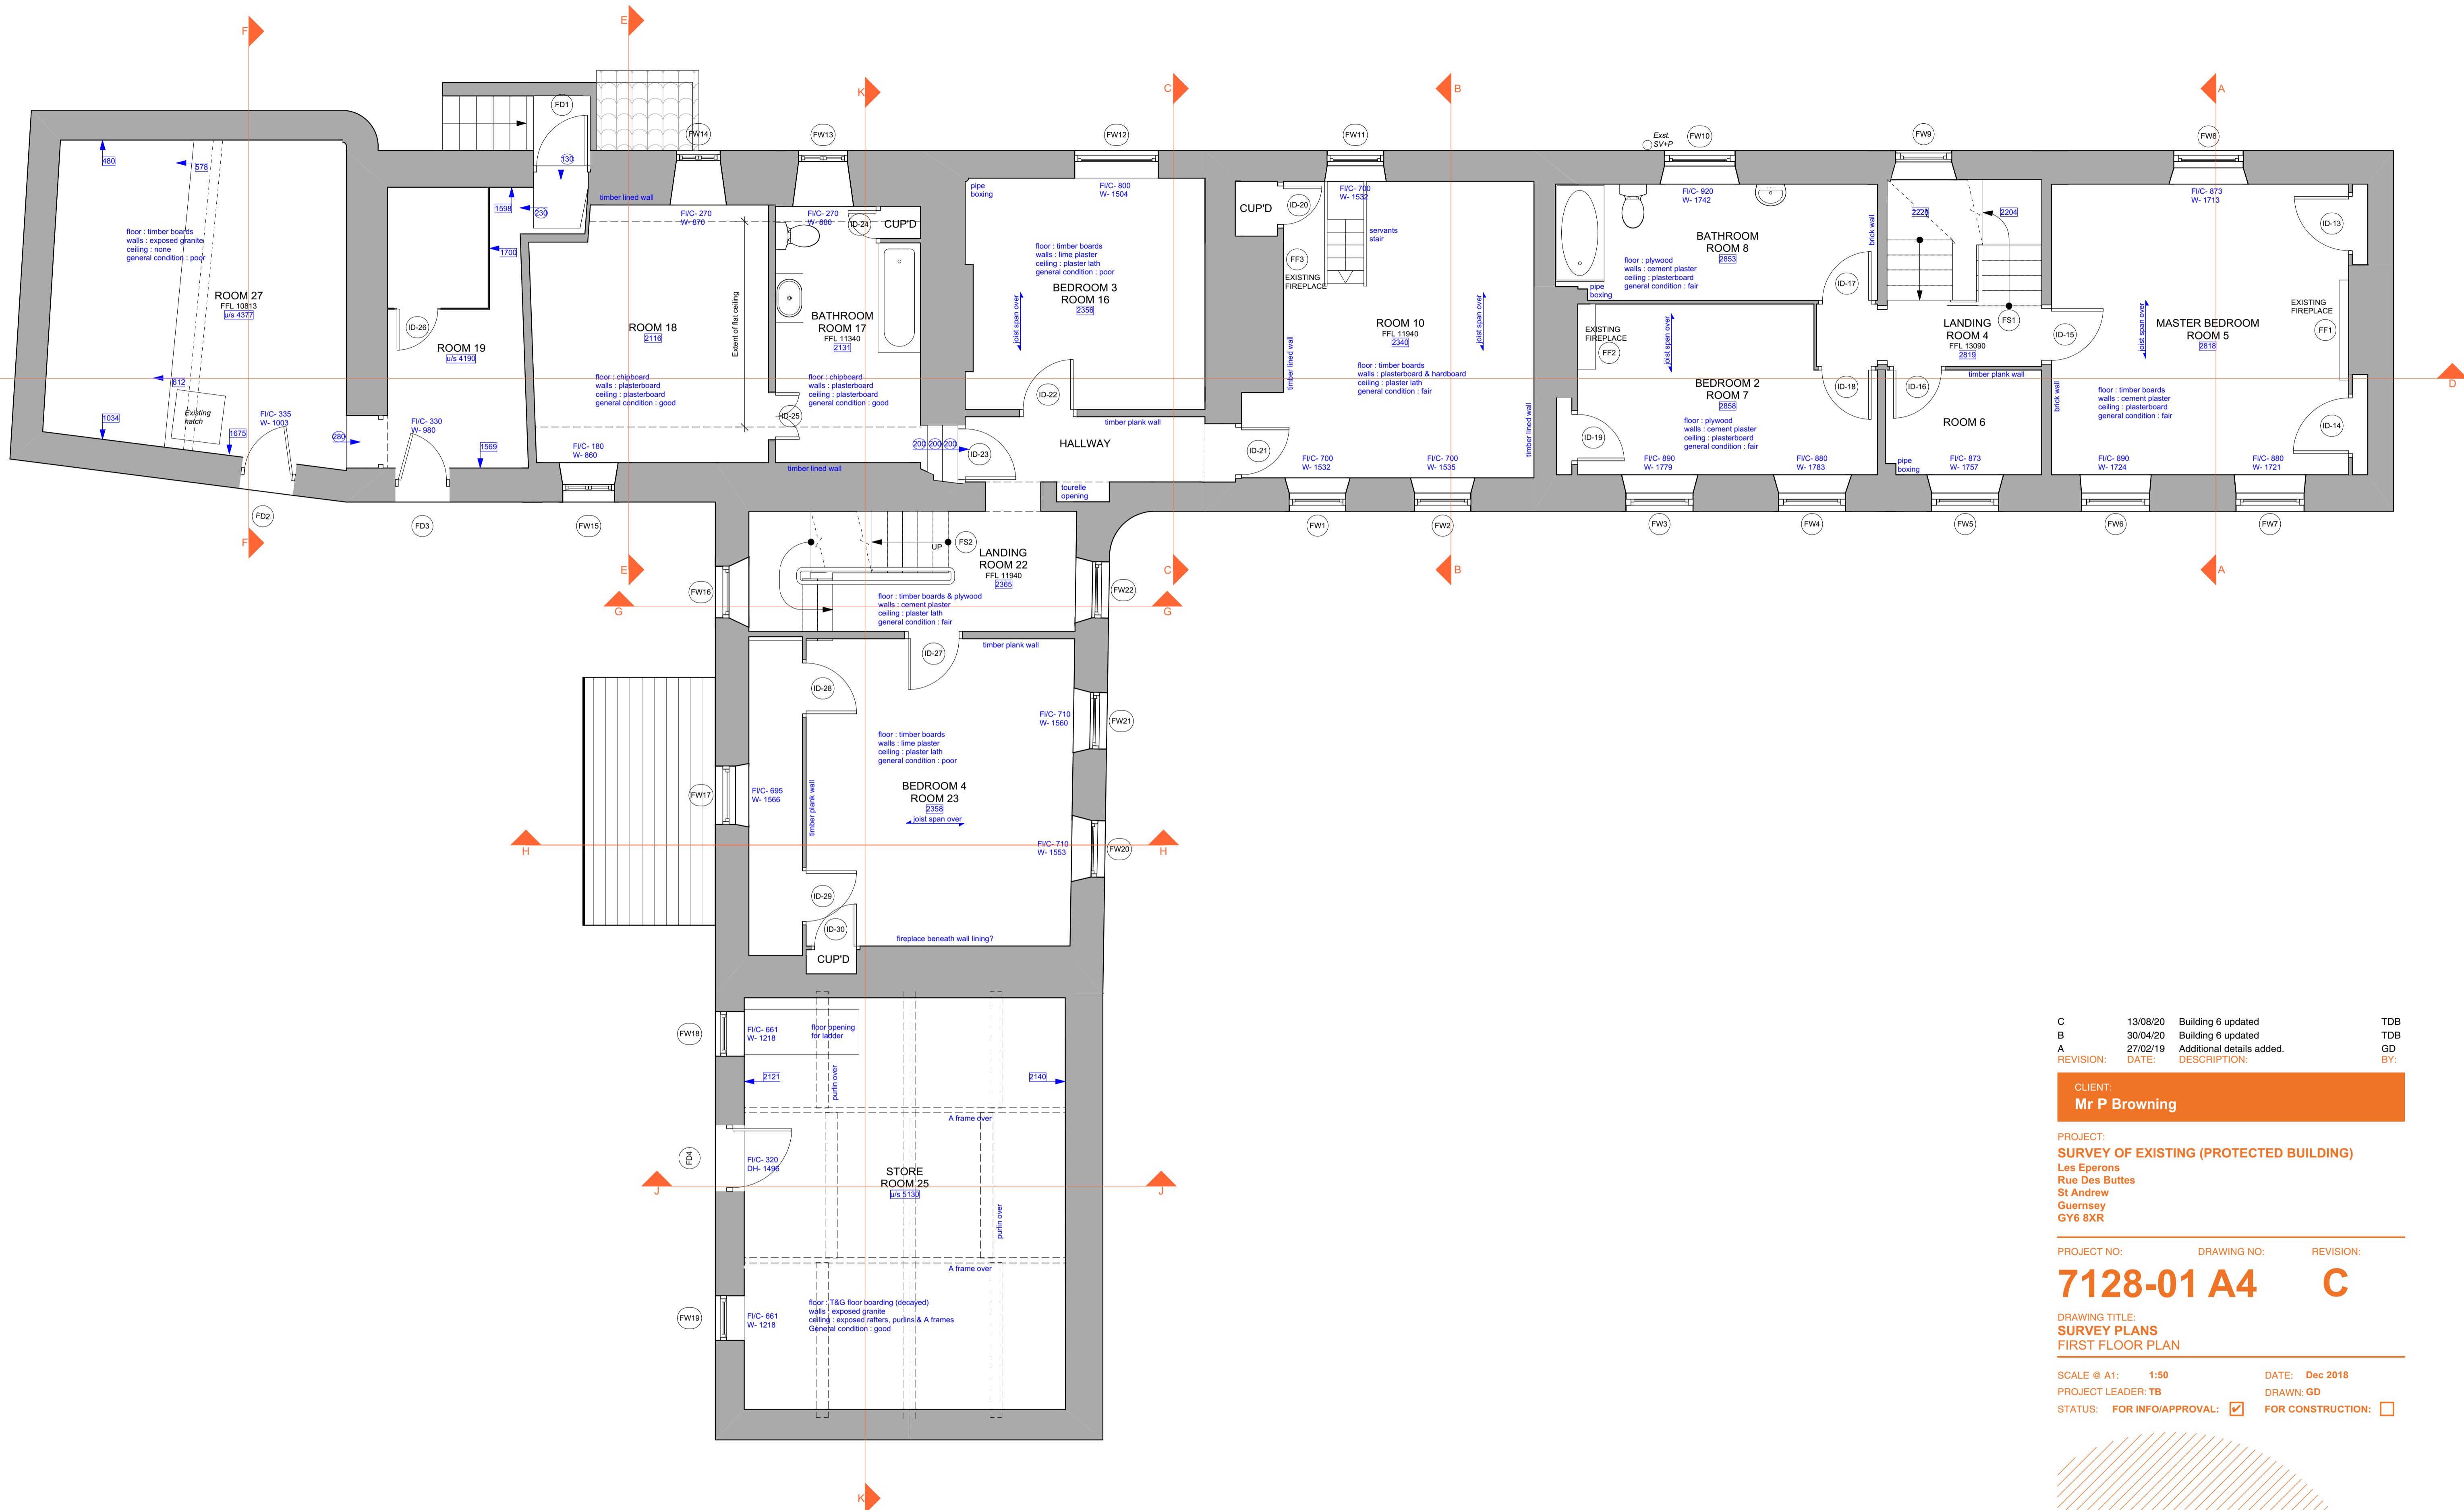 F
E
K
C
B
A
FD1
FW14
FW13
FW12
FW11
Exst.
SV+P
FW10
FW9
FW8
480
578
130
1598
230
1700
timber lined wall
FI/C- 270
W- 870
FI/C- 270
W- 880
ID-24
CUP'D
pipe
boxing
FI/C- 800
W- 1504
CUP'D
ID-20
FI/C- 700
W- 1532
servants
stair
FF3
EXISTING
FIREPLACE
FI/C- 920
W- 1742
BATHROOM
ROOM 8
2853
floor : plywood
walls : cement plaster
ceiling : plasterboard
general condition : fair
pipe
boxing
brick wall
ID-17
2225
2204
FI/C- 873
W- 1713
ID-13
floor : timber boards
walls : exposed granite
ceiling : none
general condition : poor
ROOM 27
FFL 10813
u/s 4377
612
1034
Existing
hatch
1675
FI/C- 335
W- 1003
280
ID-26
ROOM 19
u/s 4190
FI/C- 330
W- 980
1569
ROOM 18
2116
Extent of flat ceiling
floor : chipboard
walls : plasterboard
ceiling : plasterboard
general condition : good
FI/C- 180
W- 860
BATHROOM
ROOM 17
FFL 11340
2131
floor : chipboard
walls : plasterboard
ceiling : plasterboard
general condition : good
ID-25
timber lined wall
200
200
200
ID-23
floor : timber boards
walls : lime plaster
ceiling : plaster lath
general condition : poor
BEDROOM 3
ROOM 16
2356
joist span over
ID-22
timber plank wall
HALLWAY
tourelle
opening
ID-21
timber lined wall
ROOM 10
FFL 11940
2340
joist span over
floor : timber boards
walls : plasterboard & hardboard
ceiling : plaster lath
general condition : fair
timber lined wall
FI/C- 700
W- 1532
FI/C- 700
W- 1535
EXISTING
FIREPLACE
FF2
joist span over
BEDROOM 2
ROOM 7
2858
floor : plywood
walls : cement plaster
ceiling : plasterboard
general condition : fair
ID-19
ID-18
FI/C- 890
W- 1779
FI/C- 880
W- 1783
LANDING
ROOM 4
FFL 13090
2819
FS1
ID-15
ID-16
timber plank wall
ROOM 6
pipe
boxing
FI/C- 873
W- 1757
brick wall
joist span over
MASTER BEDROOM
ROOM 5
2818
EXISTING
FIREPLACE
FF1
floor : timber boards
walls : cement plaster
ceiling : plasterboard
general condition : fair
ID-14
FI/C- 890
W- 1724
FI/C- 880
W- 1721
D
FD2
FD3
FW15
FW1
FW2
FW3
FW4
FW5
FW6
FW7
F
E
C
B
A
UP
FS2
LANDING
ROOM 22
FFL 11940
2365
FW16
FW22
G
G
floor : timber boards & plywood
walls : cement plaster
ceiling : plaster lath
general condition : fair
ID-27
timber plank wall
ID-28
FI/C- 710
W- 1560
FW21
floor : timber boards
walls : lime plaster
ceiling : plaster lath
general condition : poor
FW17
FI/C- 695
W- 1566
timber plank wall
BEDROOM 4
ROOM 23
2358
joist span over
FI/C- 710
W- 1553
FW20
H
H
ID-29
ID-30
fireplace beneath wall lining?
CUP'D
FW18
FI/C- 661
W- 1218
floor opening
for ladder
2121
purlin over
2140
A frame over
FD4
FI/C- 320
DH- 1496
STORE
ROOM 25
u/s 5130
J
J
purlin over
A frame over
FW19
FI/C- 661
W- 1218
floor : T&G floor boarding (decayed)
walls : exposed granite
ceiling : exposed rafters, purlins & A frames
General condition : good
K
C 13/08/20 Building 6 updated TDB
B 30/04/20 Building 6 updated TDB
A 27/02/19 Additional details added. GD
REVISION: DATE: DESCRIPTION: BY:
CLIENT:
Mr P Browning
PROJECT:
SURVEY OF EXISTING (PROTECTED BUILDING)
Les Eperons
Rue Des Buttes
St Andrew
Guernsey
GY6 8XR
PROJECT NO: DRAWING NO: REVISION:
7128-01 A4 C
DRAWING TITLE:
SURVEY PLANS
FIRST FLOOR PLAN
SCALE @ A1: 1:50 DATE: Dec 2018
PROJECT LEADER: TB DRAWN: GD
STATUS: FOR INFO/APPROVAL: FOR CONSTRUCTION: